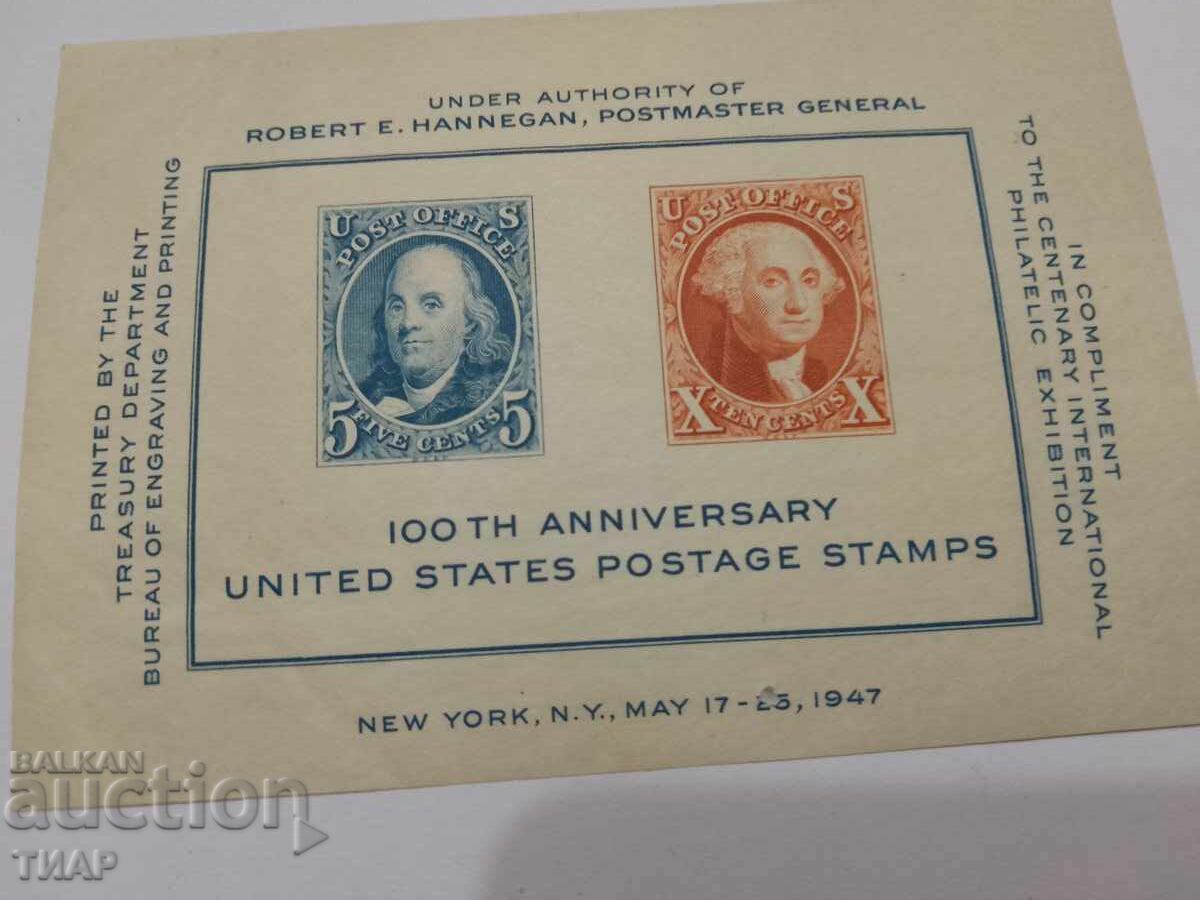 UNDER AUTHORITY OF
ROBERT E. HANNEGAN, POSTMASTER GENERAL
PRINTED BY THE
TREASURY DEPARTMENT
BUREAU OF ENGRAVING AND PRINTING
U S
POST OFFICE
5 5
FIVE CENTS
U S
POST OFFICE
X X
TEN CENTS
100TH ANNIVERSARY
UNITED STATES POSTAGE STAMPS
IN COMPLIMENT
TO THE CENTENARY INTERNATIONAL
PHILATELIC EXHIBITION
NEW YORK, N.Y., MAY 17-25, 1947
BALKAN
auction
ТИАР